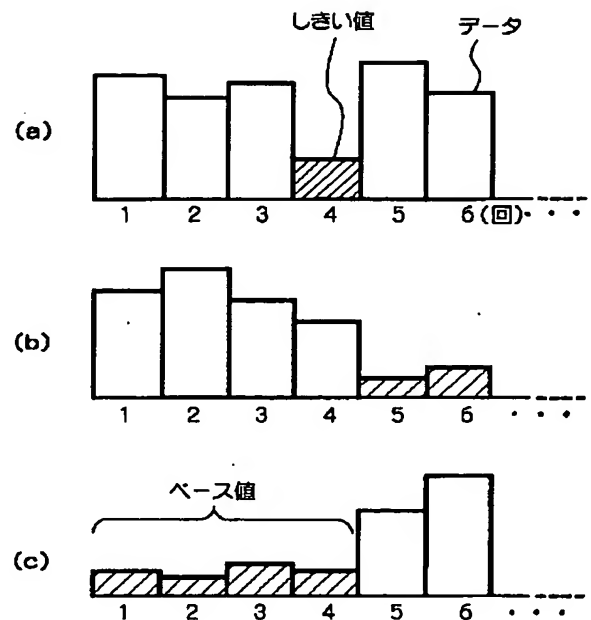 しきい値 データ
(a)
1 2 3 4 5 6(回)・・・
(b)
1 2 3 4 5 6 ・・・
ベース値
(c)
1 2 3 4 5 6 ・・・